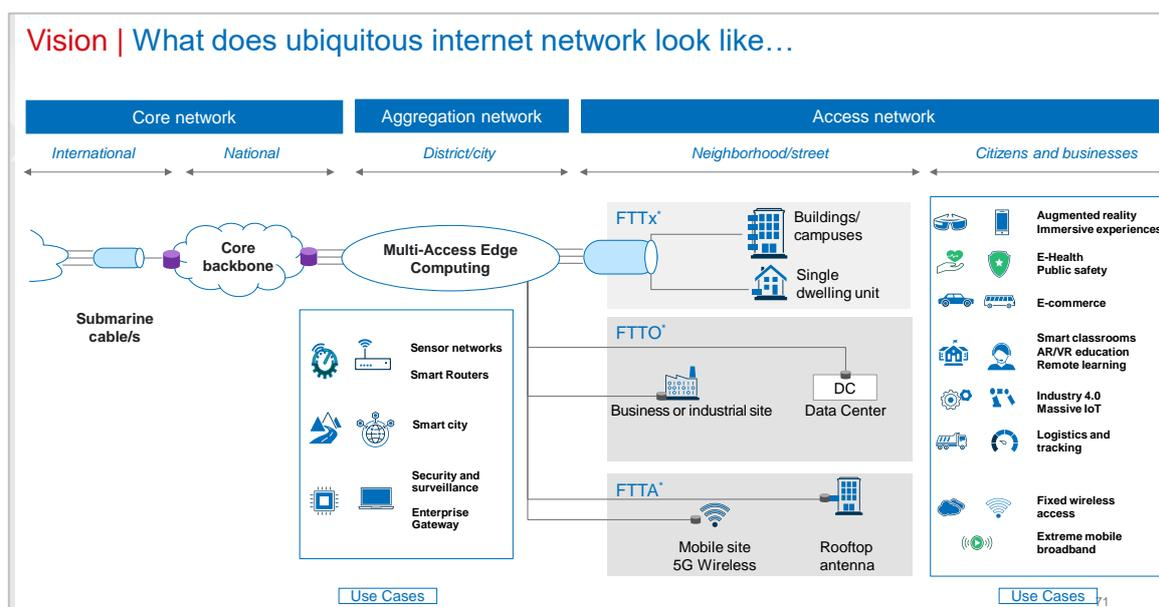 Vision | What does ubiquitous internet network look like…
Core network
Aggregation network
Access network
International
National
District/city
Neighborhood/street
Citizens and businesses
Submarine
cable/s
Core
backbone
Multi-Access Edge
Computing
FTTx*
Buildings/
campuses
Single
dwelling unit
FTTO*
Business or industrial site
DC
Data Center
FTTA*
Mobile site
5G Wireless
Rooftop
antenna
Sensor networks
Smart Routers
Smart city
Security and
surveillance
Enterprise
Gateway
Use Cases
Augmented reality
Immersive experiences
E-Health
Public safety
E-commerce
Smart classrooms
AR/VR education
Remote learning
Industry 4.0
Massive IoT
Logistics and
tracking
Fixed wireless
access
Extreme mobile
broadband
Use Cases
71